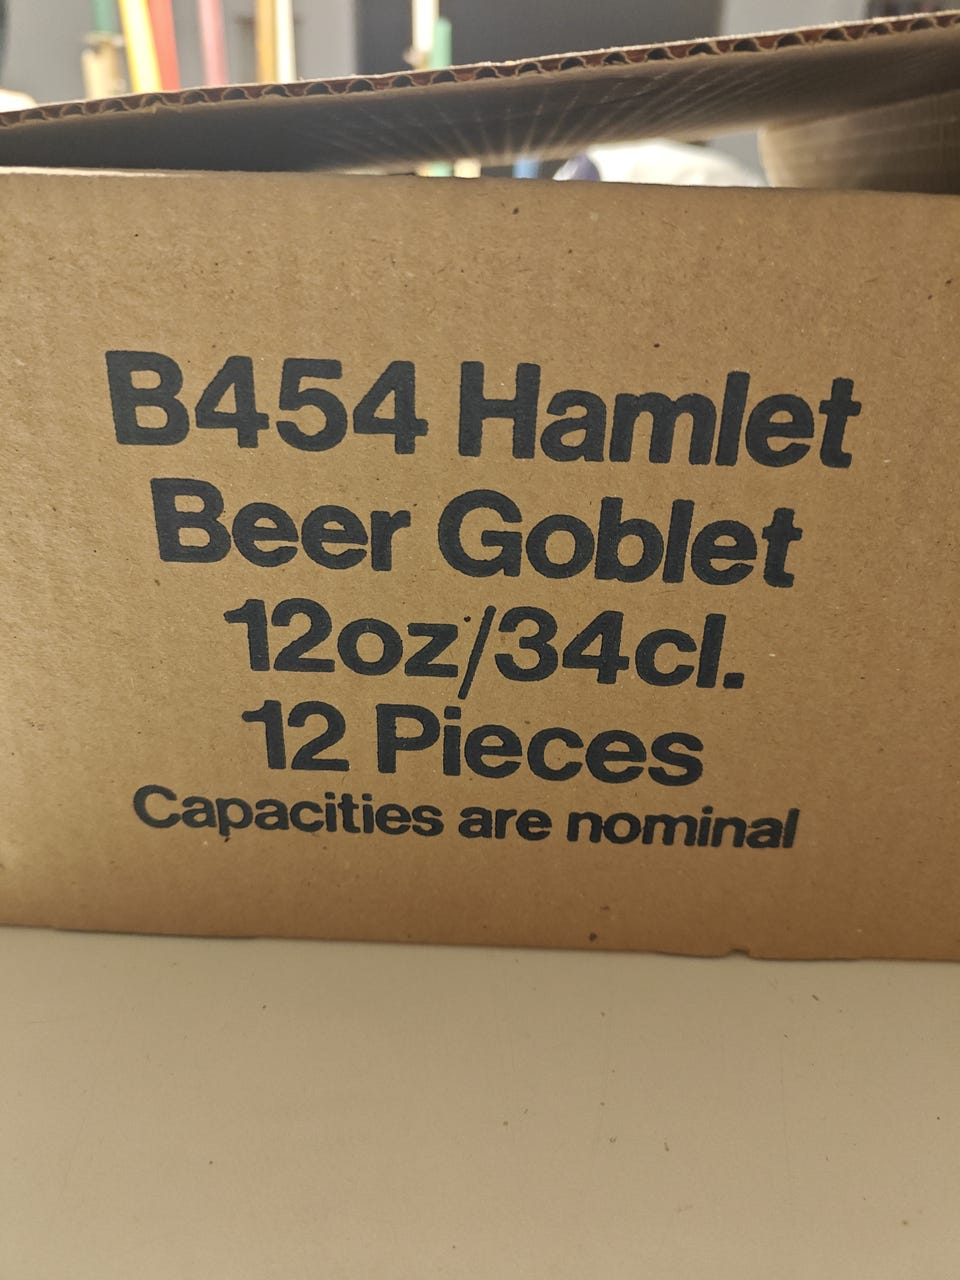 B454 Hamlet
Beer Goblet
12oz/34cl.
12 Pieces
Capacities are nominal